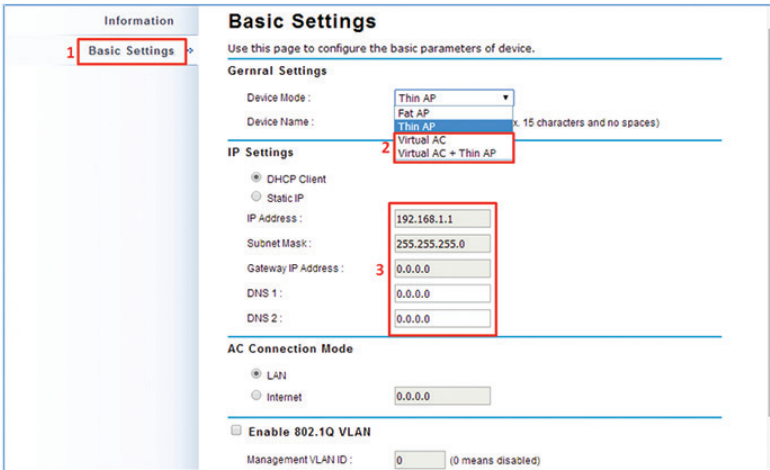 Information
Basic Settings
1 Basic Settings
Use this page to configure the basic parameters of device.
Gernral Settings
Device Mode : Thin AP
Fat AP
Device Name : Thin AP x. 15 characters and no spaces)
Virtual AC
2 Virtual AC + Thin AP
IP Settings
DHCP Client
Static IP
IP Address : 192.168.1.1
Subnet Mask : 255.255.255.0
Gateway IP Address : 3 0.0.0.0
DNS 1 : 0.0.0.0
DNS 2 : 0.0.0.0
AC Connection Mode
LAN
Internet 0.0.0.0
Enable 802.1Q VLAN
Management VLAN ID : 0 (0 means disabled)